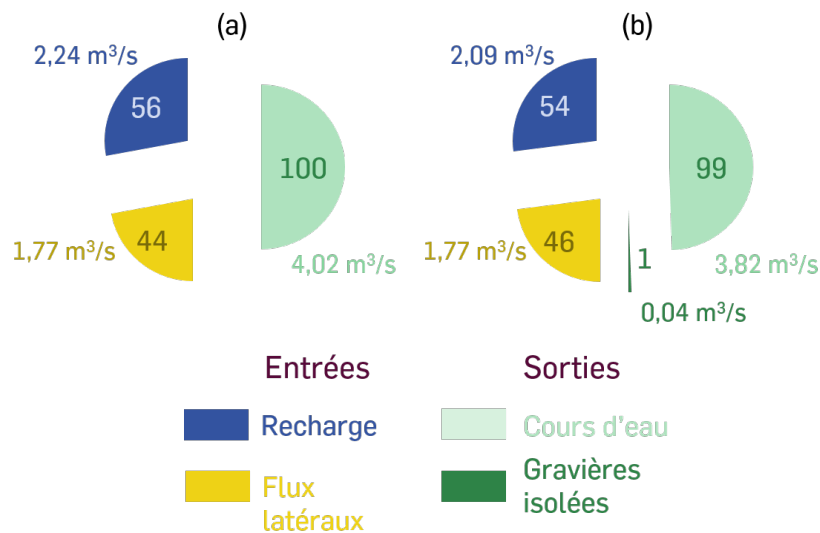 (a)
(b)
2,24 m³/s
2,09 m³/s
56
54
100
99
44
46
1,77 m³/s
4,02 m³/s
1,77 m³/s
1
3,82 m³/s
0,04 m³/s
Entrées
Sorties
Recharge
Cours d'eau
Flux
latéraux
Gravières
isolées